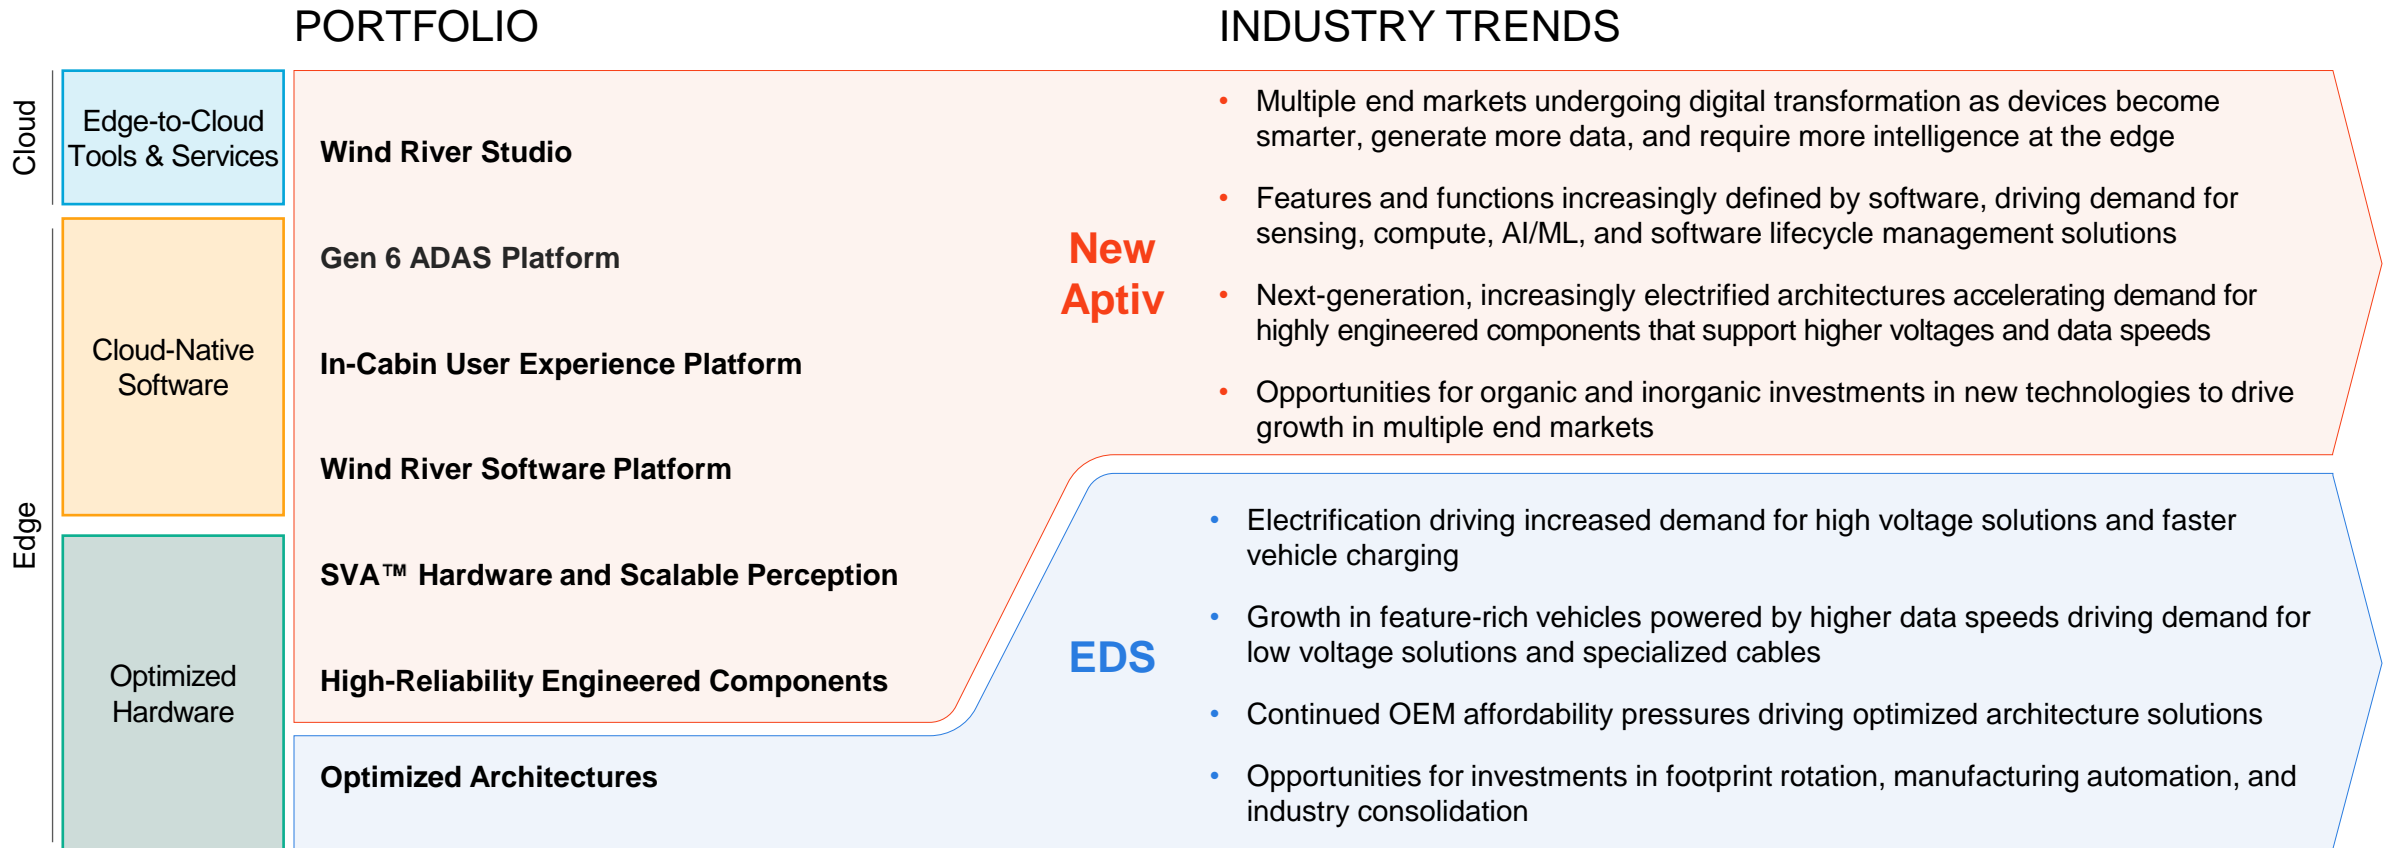 PORTFOLIO
INDUSTRY TRENDS
Cloud
Edge-to-Cloud
Tools & Services
Edge
Cloud-Native
Software
Optimized
Hardware
Wind River Studio
Gen 6 ADAS Platform
In-Cabin User Experience Platform
Wind River Software Platform
SVA™ Hardware and Scalable Perception
High-Reliability Engineered Components
Optimized Architectures
New
Aptiv
• Multiple end markets undergoing digital transformation as devices become
smarter, generate more data, and require more intelligence at the edge
• Features and functions increasingly defined by software, driving demand for
sensing, compute, AI/ML, and software lifecycle management solutions
• Next-generation, increasingly electrified architectures accelerating demand for
highly engineered components that support higher voltages and data speeds
• Opportunities for organic and inorganic investments in new technologies to drive
growth in multiple end markets
EDS
• Electrification driving increased demand for high voltage solutions and faster
vehicle charging
• Growth in feature-rich vehicles powered by higher data speeds driving demand for
low voltage solutions and specialized cables
• Continued OEM affordability pressures driving optimized architecture solutions
• Opportunities for investments in footprint rotation, manufacturing automation, and
industry consolidation